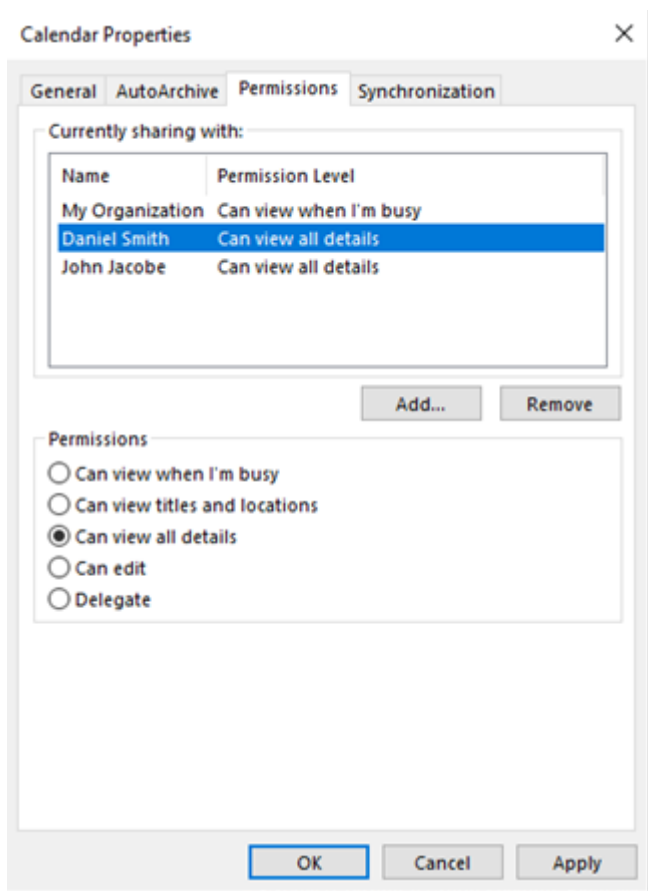 Calendar Properties
General AutoArchive Permissions Synchronization
Currently sharing with:
Name Permission Level
My Organization Can view when I'm busy
Daniel Smith Can view all details
John Jacobe Can view all details
Add... Remove
Permissions
Can view when I'm busy
Can view titles and locations
Can view all details
Can edit
Delegate
OK Cancel Apply